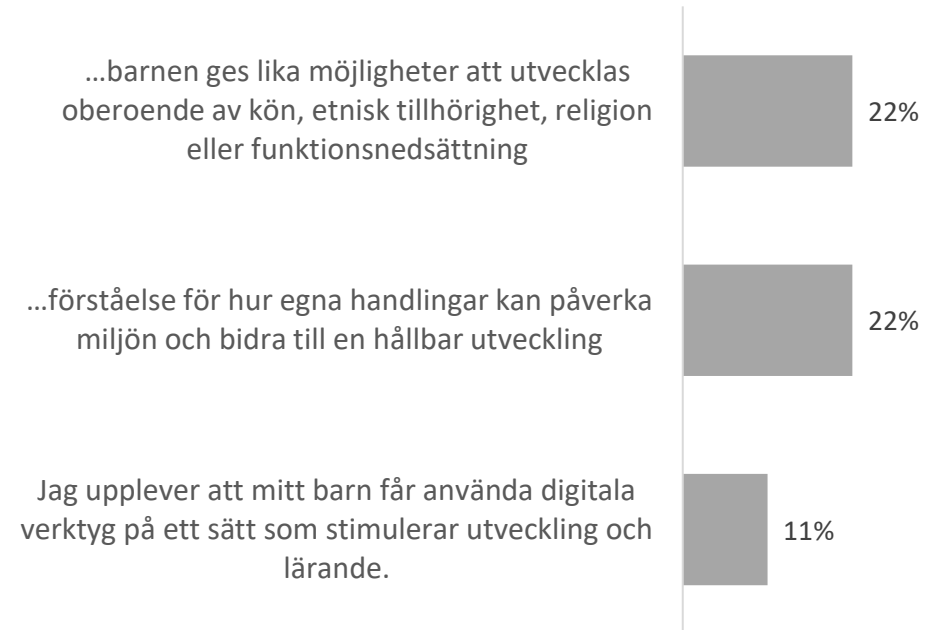 …barnen ges lika möjligheter att utvecklas
oberoende av kön, etnisk tillhörighet, religion
eller funktionsnedsättning
22%
…förståelse för hur egna handlingar kan påverka
miljön och bidra till en hållbar utveckling
22%
Jag upplever att mitt barn får använda digitala
verktyg på ett sätt som stimulerar utveckling och
lärande.
11%